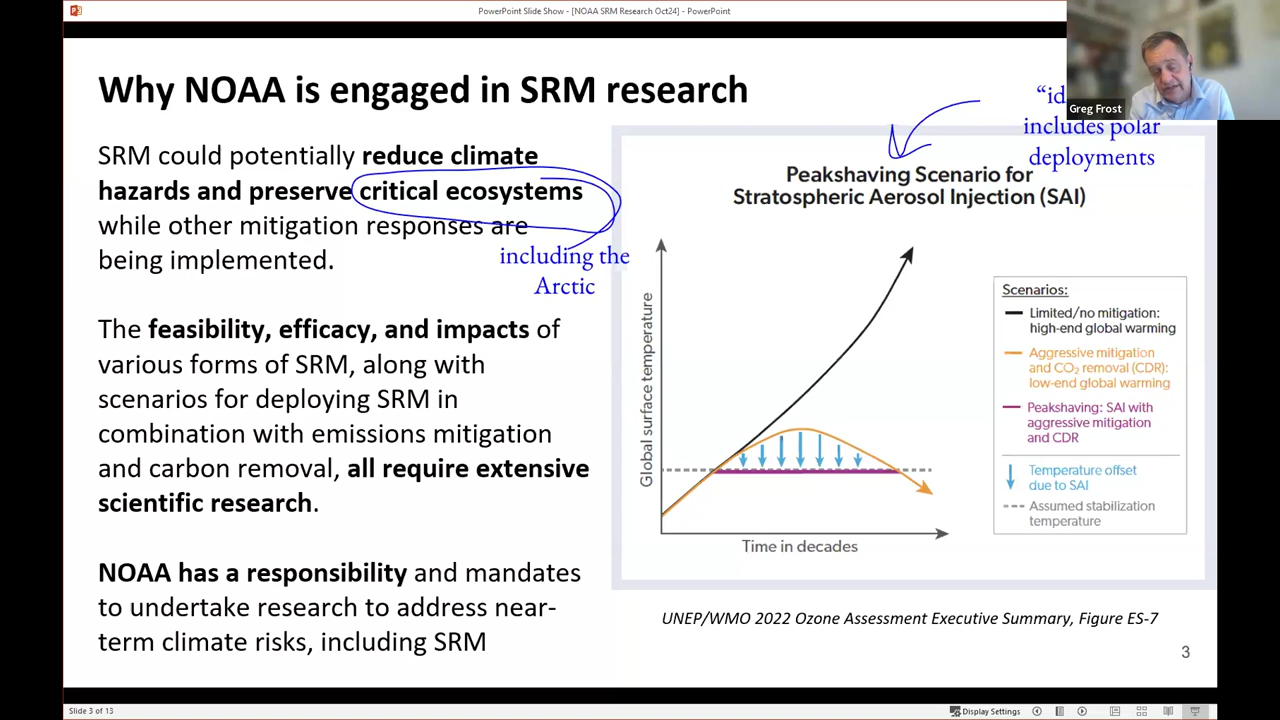 PowerPoint Slide Show - [NOAA SRM Research Oct24] - PowerPoint
Greg Frost
Why NOAA is engaged in SRM research
SRM could potentially reduce climate
hazards and preserve critical ecosystems
while other mitigation responses are
being implemented.
including the
Arctic
The feasibility, efficacy, and impacts of
various forms of SRM, along with
scenarios for deploying SRM in
combination with emissions mitigation
and carbon removal, all require extensive
scientific research.
NOAA has a responsibility and mandates
to undertake research to address near-
term climate risks, including SRM
includes polar
deployments
Peakshaving Scenario for
Stratospheric Aerosol Injection (SAI)
Global surface temperature
Time in decades
Scenarios:
Limited/no mitigation:
high-end global warming
Aggressive mitigation
and CO₂ removal (CDR):
low-end global warming
Peakshaving: SAI with
aggressive mitigation
and CDR
Temperature offset
due to SAI
Assumed stabilization
temperature
UNEP/WMO 2022 Ozone Assessment Executive Summary, Figure ES-7
3
Slide 3 of 13
Display Settings